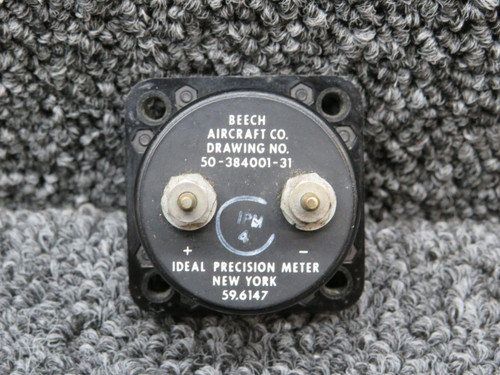 BEECH
AIRCRAFT CO.
DRAWING NO.
50-384001-31
IPM
4
+ −
IDEAL PRECISION METER
NEW YORK
59.6147